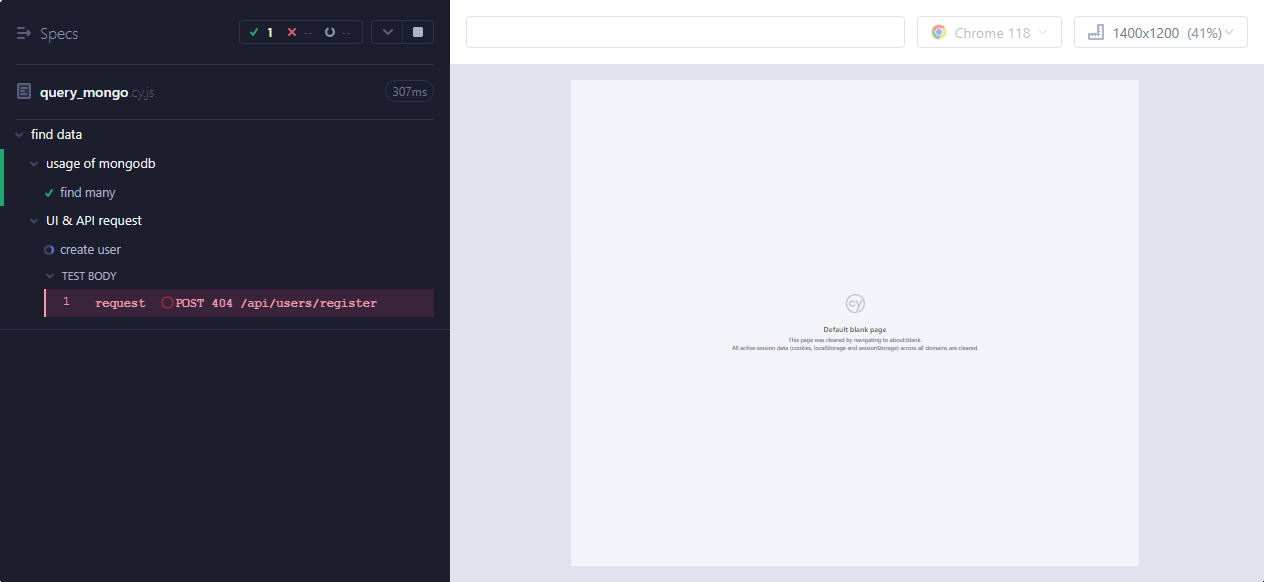 Specs
1 -- --
Chrome 118
1400x1200 (41%)
query_mongo.cy.js
307ms
find data
usage of mongodb
find many
UI & API request
create user
TEST BODY
1 request POST 404 /api/users/register
cy
Default blank page
This page was cleared by navigating to about:blank.
All active session data (cookies, localStorage and sessionStorage) across all domains are cleared.